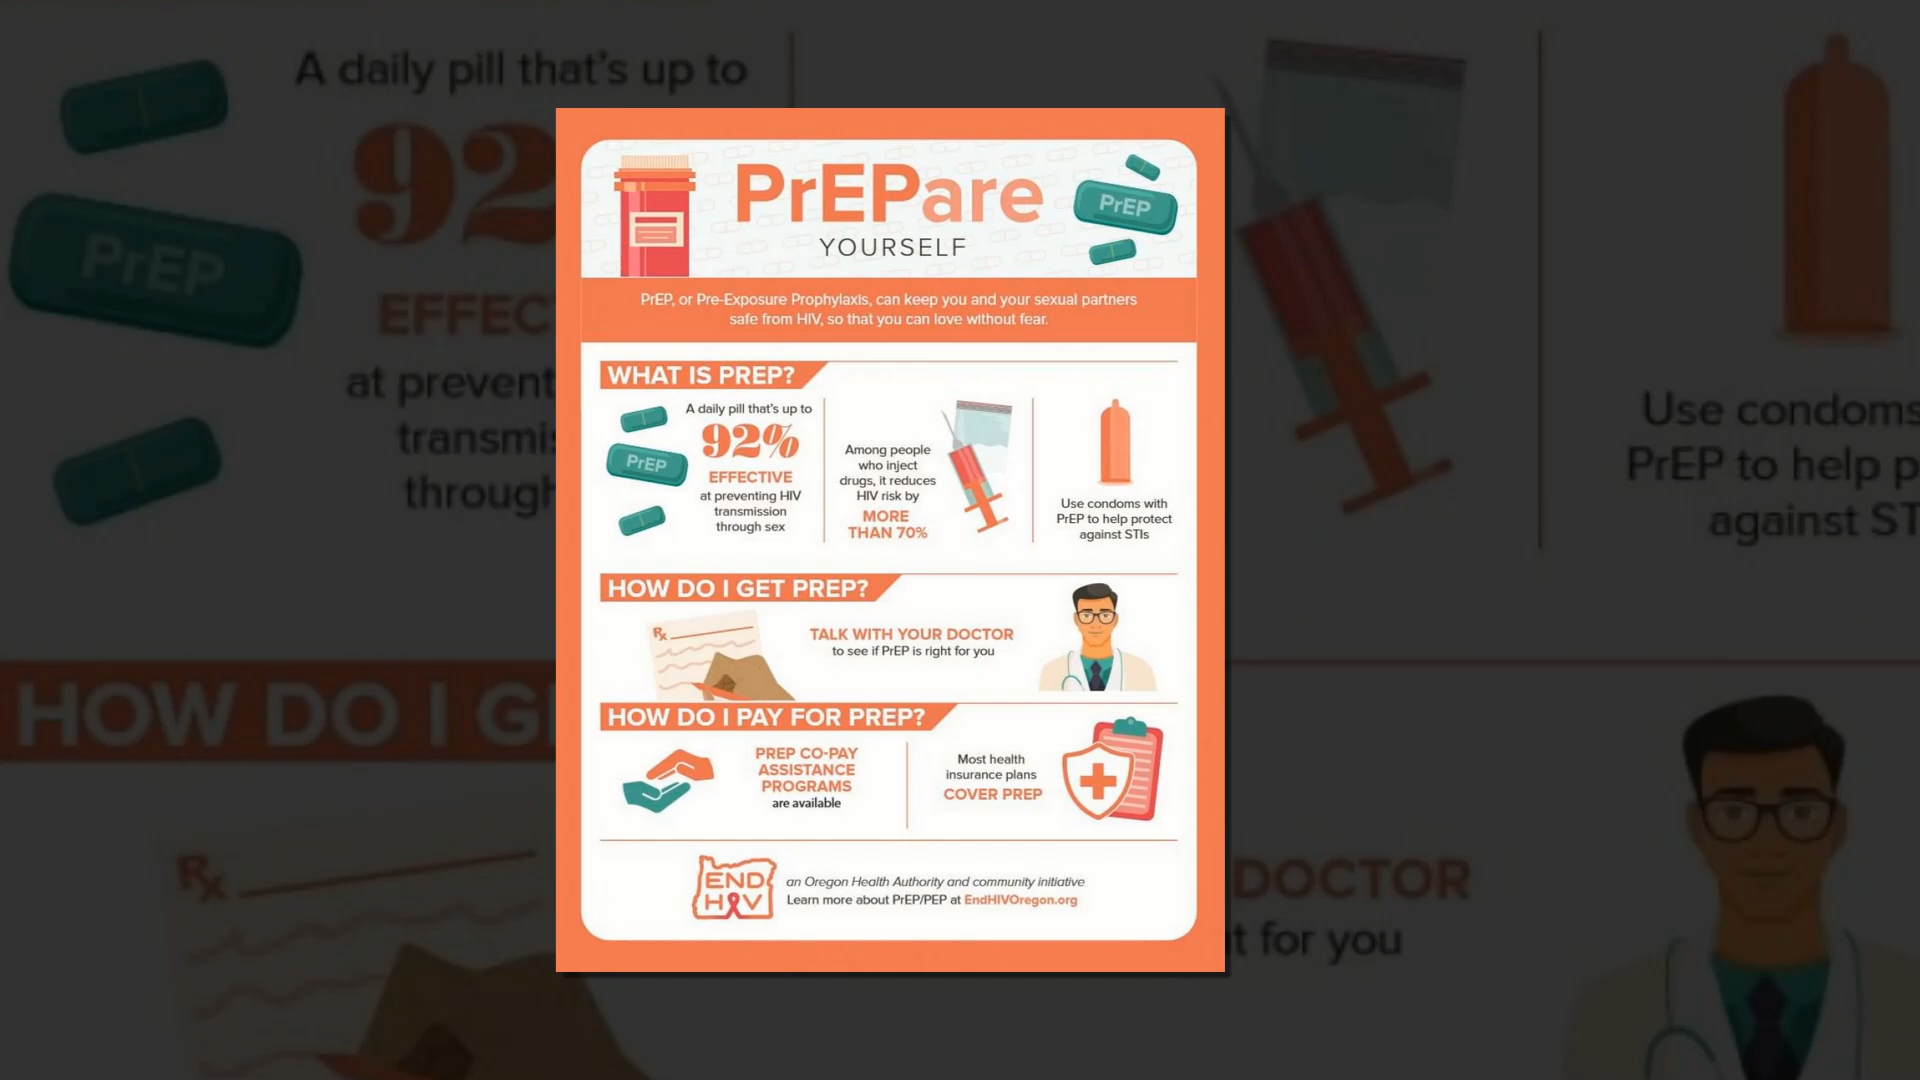 A daily pill that's up to
92
PrEP
EFFEC
at prevent
transmis
through
Use condoms
PrEP to help p
against ST
HOW DO I GE
Rx
DOCTOR
t for you
PrEPare
YOURSELF
PrEP
PrEP, or Pre-Exposure Prophylaxis, can keep you and your sexual partners
safe from HIV, so that you can love without fear.
WHAT IS PREP?
PrEP
A daily pill that's up to
92%
EFFECTIVE
at preventing HIV
transmission
through sex
Among people
who inject
drugs, it reduces
HIV risk by
MORE
THAN 70%
Use condoms with
PrEP to help protect
against STIs
HOW DO I GET PREP?
Rx
TALK WITH YOUR DOCTOR
to see if PrEP is right for you
HOW DO I PAY FOR PREP?
PREP CO-PAY
ASSISTANCE
PROGRAMS
are available
Most health
insurance plans
COVER PREP
END
HIV
an Oregon Health Authority and community initiative
Learn more about PrEP/PEP at EndHIVOregon.org